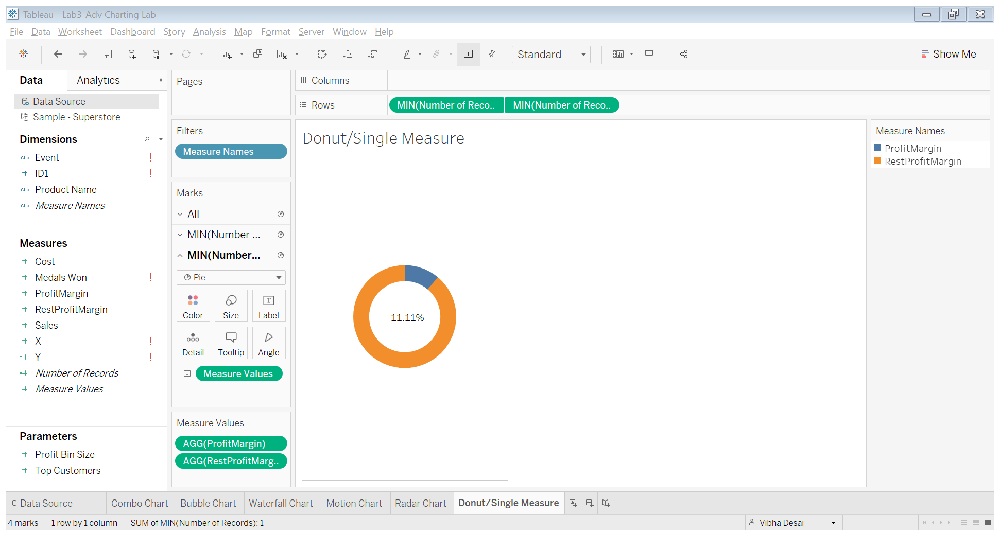 Tableau - Lab3-Adv Charting Lab
File Data Worksheet Dashboard Story Analysis Map Format Server Window Help
Standard
Show Me
Data Analytics
Data Source
Sample - Superstore
Dimensions
Abc Event
# ID1
Abc Product Name
Abc Measure Names
Measures
# Cost
# Medals Won
=# ProfitMargin
=# RestProfitMargin
# Sales
=# X
=# Y
=# Number of Records
# Measure Values
Parameters
# Profit Bin Size
# Top Customers
Pages
Filters
Measure Names
Marks
All
MIN(Number ...
MIN(Number...
Pie
Color Size T Label
Detail Tooltip Angle
T Measure Values
Measure Values
AGG(ProfitMargin)
AGG(RestProfitMarg..
Columns
Rows MIN(Number of Reco.. MIN(Number of Reco..
Donut/Single Measure
11.11%
Measure Names
ProfitMargin
RestProfitMargin
Data Source Combo Chart Bubble Chart Waterfall Chart Motion Chart Radar Chart Donut/Single Measure
4 marks 1 row by 1 column SUM of MIN(Number of Records): 1 Vibha Desai